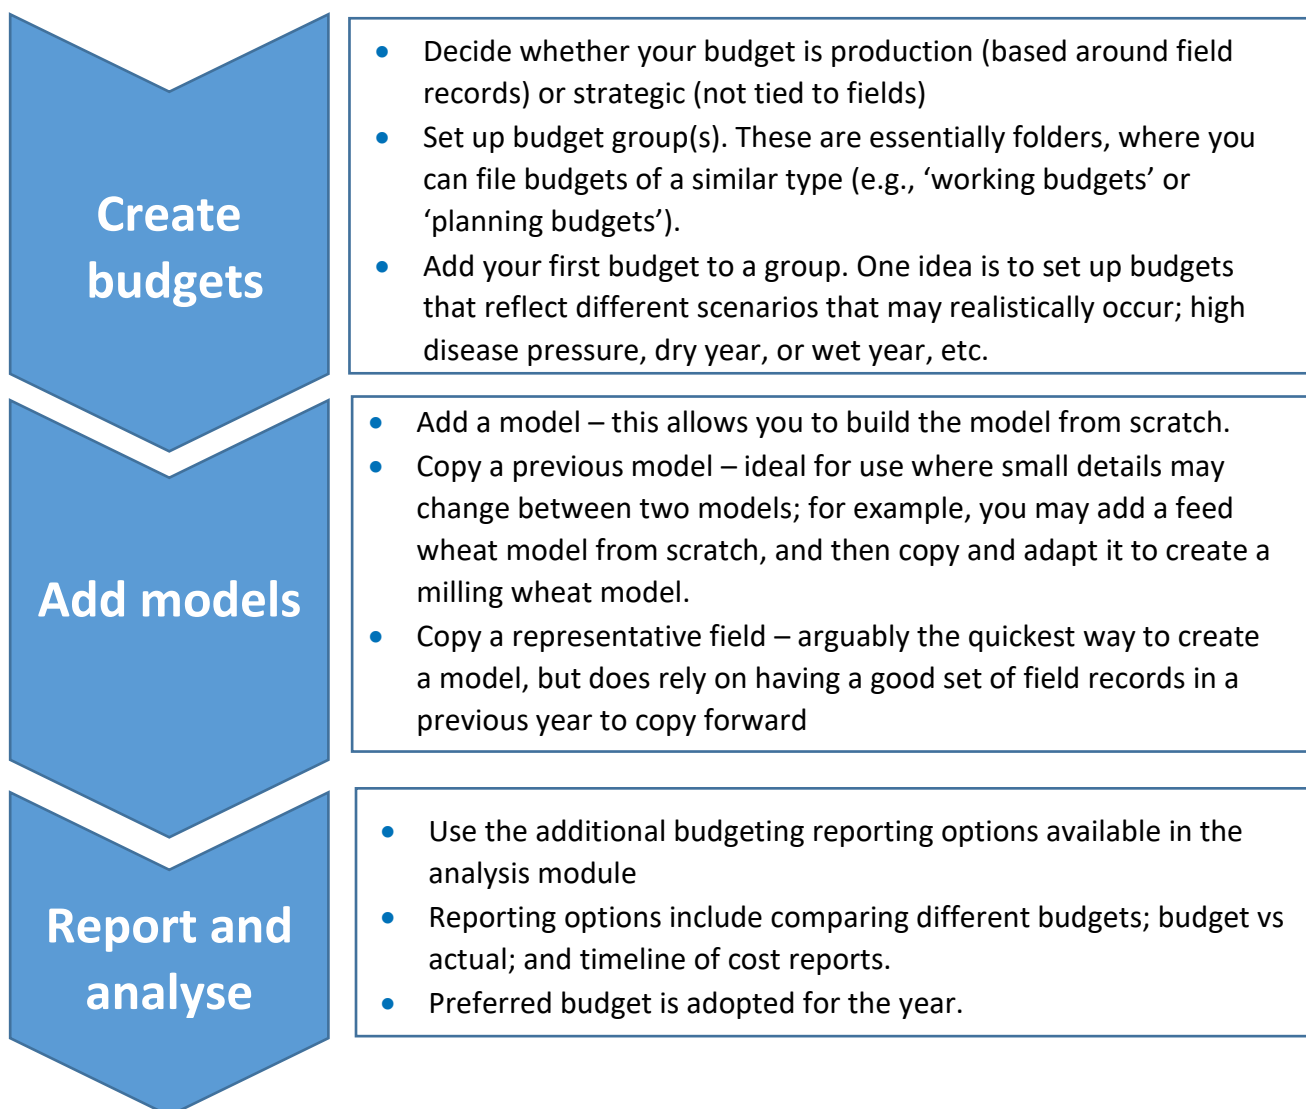 Create
budgets
• Decide whether your budget is production (based around field
records) or strategic (not tied to fields)
• Set up budget group(s). These are essentially folders, where you
can file budgets of a similar type (e.g., ‘working budgets’ or
‘planning budgets’).
• Add your first budget to a group. One idea is to set up budgets
that reflect different scenarios that may realistically occur; high
disease pressure, dry year, or wet year, etc.
Add models
• Add a model – this allows you to build the model from scratch.
• Copy a previous model – ideal for use where small details may
change between two models; for example, you may add a feed
wheat model from scratch, and then copy and adapt it to create a
milling wheat model.
• Copy a representative field – arguably the quickest way to create
a model, but does rely on having a good set of field records in a
previous year to copy forward
Report and
analyse
• Use the additional budgeting reporting options available in the
analysis module
• Reporting options include comparing different budgets; budget vs
actual; and timeline of cost reports.
• Preferred budget is adopted for the year.